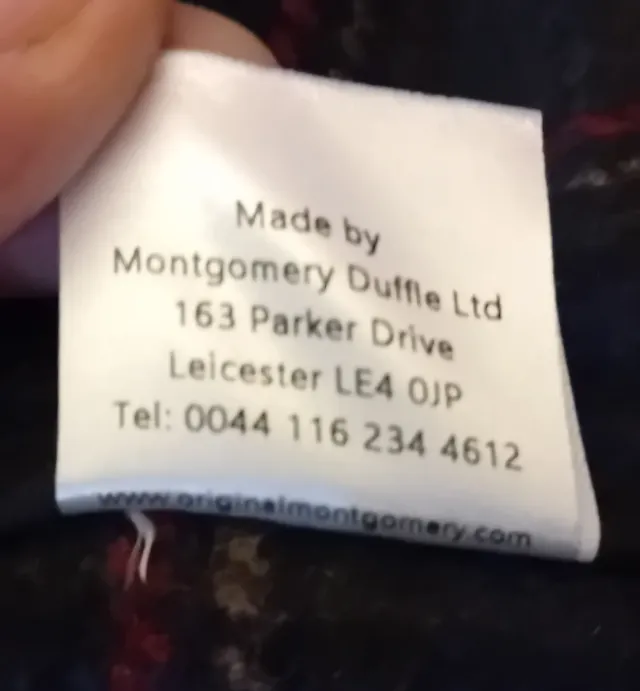 Made by
Montgomery Duffle Ltd
163 Parker Drive
Leicester LE4 0JP
Tel: 0044 116 234 4612
www.originalmontgomery.com